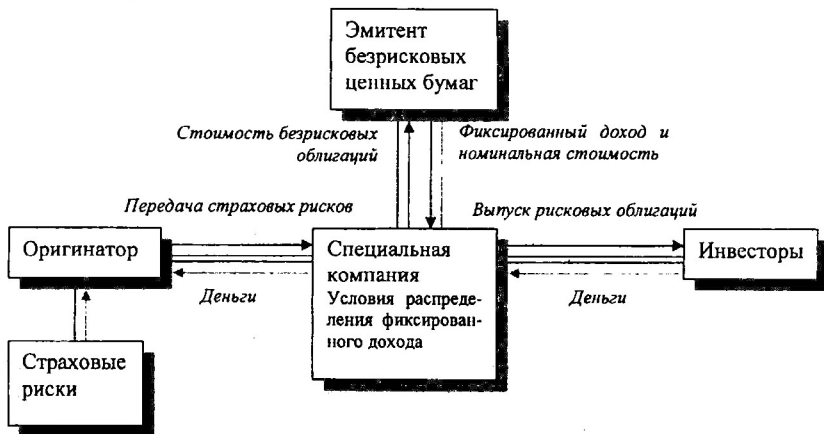 Эмитент
безрисковых
ценных бумаг
Стоимость безрисковых
облигаций
Фиксированный доход и
номинальная стоимость
Передача страховых рисков
Выпуск рисковых облигаций
Оригинатор
Специальная
компания
Условия распреде-
ления фиксирован-
ного дохода
Инвесторы
Деньги
Деньги
Страховые
риски